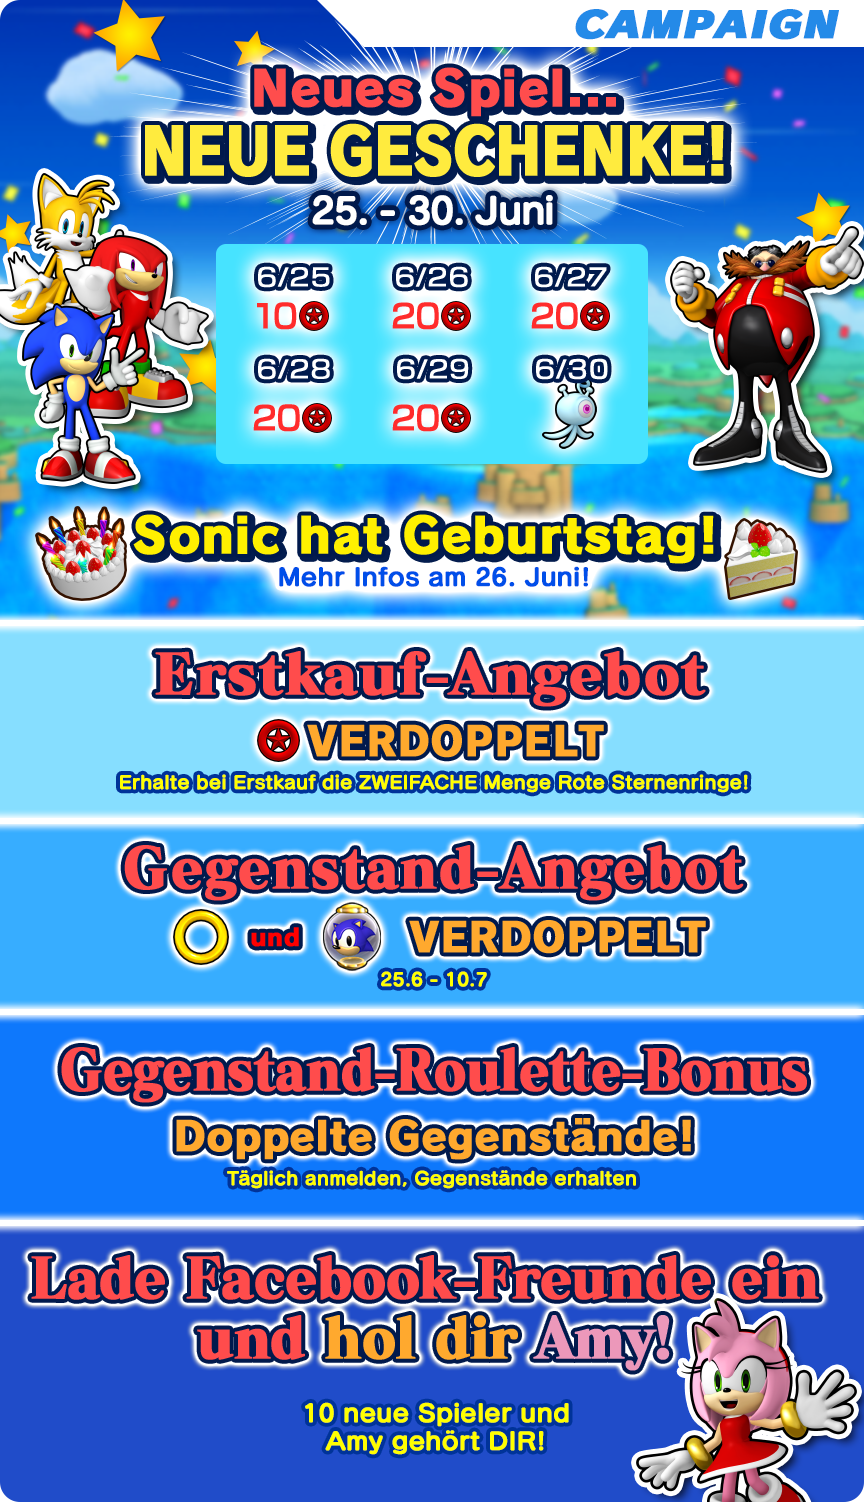 CAMPAIGN
Neues Spiel...
NEUE GESCHENKE!
25. - 30. Juni
6/25 6/26 6/27
10 20 20
6/28 6/29 6/30
20 20
Sonic hat Geburtstag!
Mehr Infos am 26. Juni!
Erstkauf-Angebot
VERDOPPELT
Erhalte bei Erstkauf die ZWEIFACHE Menge Rote Sternenringe!
Gegenstand-Angebot
und VERDOPPELT
25.6 - 10.7
Gegenstand-Roulette-Bonus
Doppelte Gegenstände!
Täglich anmelden, Gegenstände erhalten
Lade Facebook-Freunde ein
und hol dir Amy!
10 neue Spieler und
Amy gehört DIR!